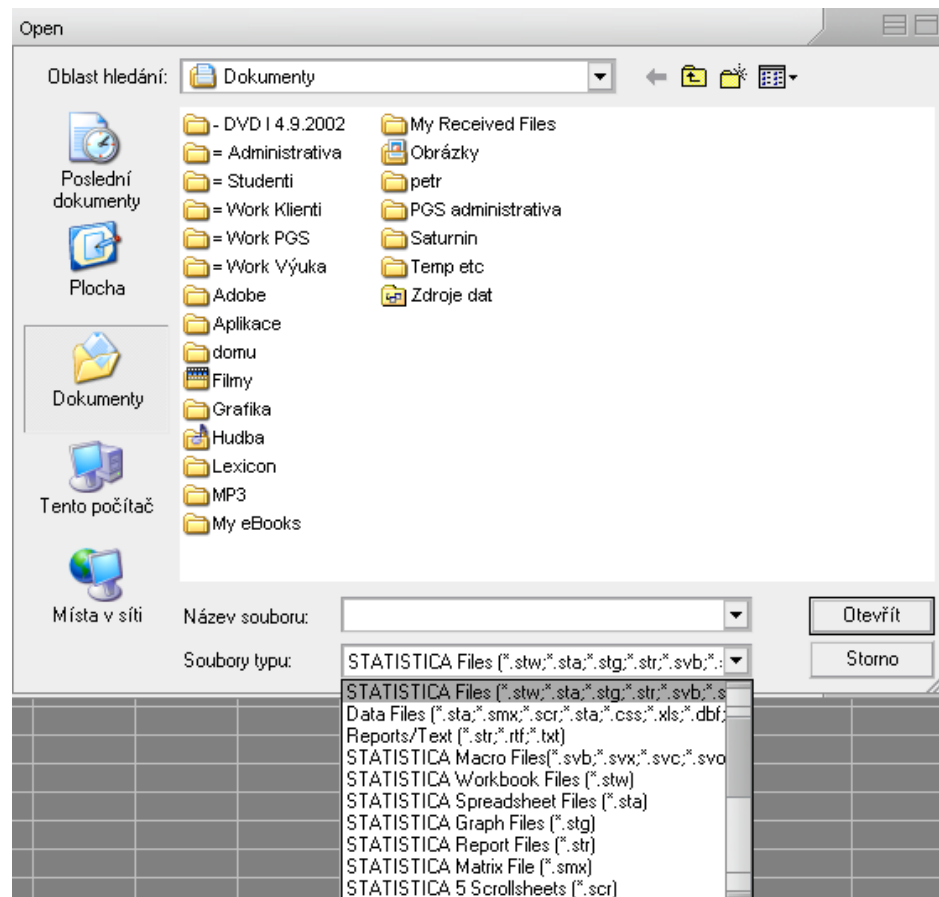 Open
Oblast hledání:
Dokumenty
Poslední
dokumenty
Plocha
Dokumenty
Tento počítač
Místa v síti
- DVD I 4.9.2002
= Administrativa
= Studenti
= Work Klienti
= Work PGS
= Work Výuka
Adobe
Aplikace
domu
Filmy
Grafika
Hudba
Lexicon
MP3
My eBooks
My Received Files
Obrázky
petr
PGS administrativa
Saturnin
Temp etc
Zdroje dat
Název souboru:
Otevřít
Soubory typu:
STATISTICA Files (*.stw;*.sta;*.stg;*.str;*.svb;*.
Storno
STATISTICA Files (*.stw;*.sta;*.stg;*.str;*.svb;*.s
Data Files (*.sta;*.smx;*.scr;*.sta;*.css;*.xls;*.dbf;
Reports/Text (*.str;*.rtf;*.txt)
STATISTICA Macro Files(*.svb;*.svx;*.svc;*.svo
STATISTICA Workbook Files (*.stw)
STATISTICA Spreadsheet Files (*.sta)
STATISTICA Graph Files (*.stg)
STATISTICA Report Files (*.str)
STATISTICA Matrix File (*.smx)
STATISTICA 5 Scrollsheets (*.scr)